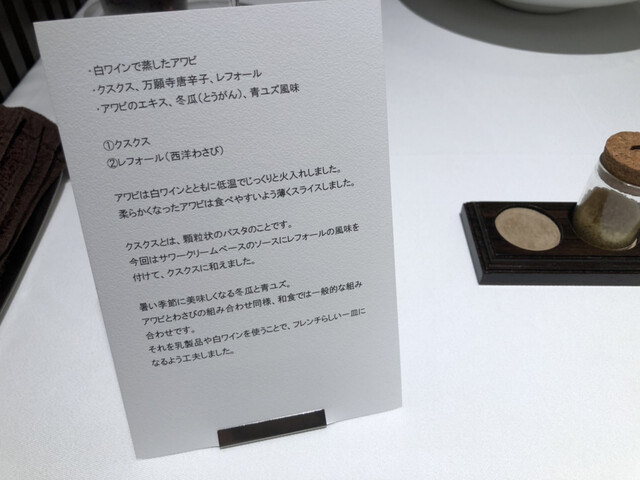 ・白ワインで蒸したアワビ
・クスクス、万願寺唐辛子、レフォール
・アワビのエキス、冬瓜(とうがん)、青ユズ風味
①クスクス
②レフォール(西洋わさび)
アワビは白ワインとともに低温でじっくりと火入れしました。
柔らかくなったアワビは食べやすいよう薄くスライスしました。
クスクスとは、顆粒状のパスタのことです。
今回はサワークリームベースのソースにレフォールの風味を
付けて、クスクスに和えました。
暑い季節に美味しくなる冬瓜と青ユズ。
アワビとわさびの組み合わせ同様、和食では一般的な組み
合わせです。
それを乳製品や白ワインを使うことで、フレンチらしい一皿に
なるよう工夫しました。